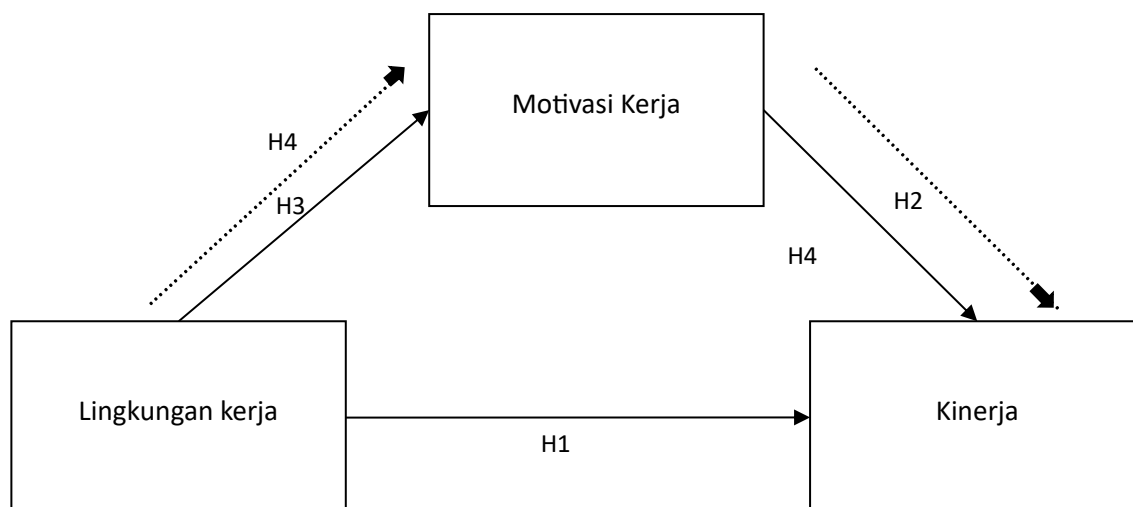 Motivasi Kerja
H4
H3
H2
H4
Lingkungan kerja
Kinerja
H1